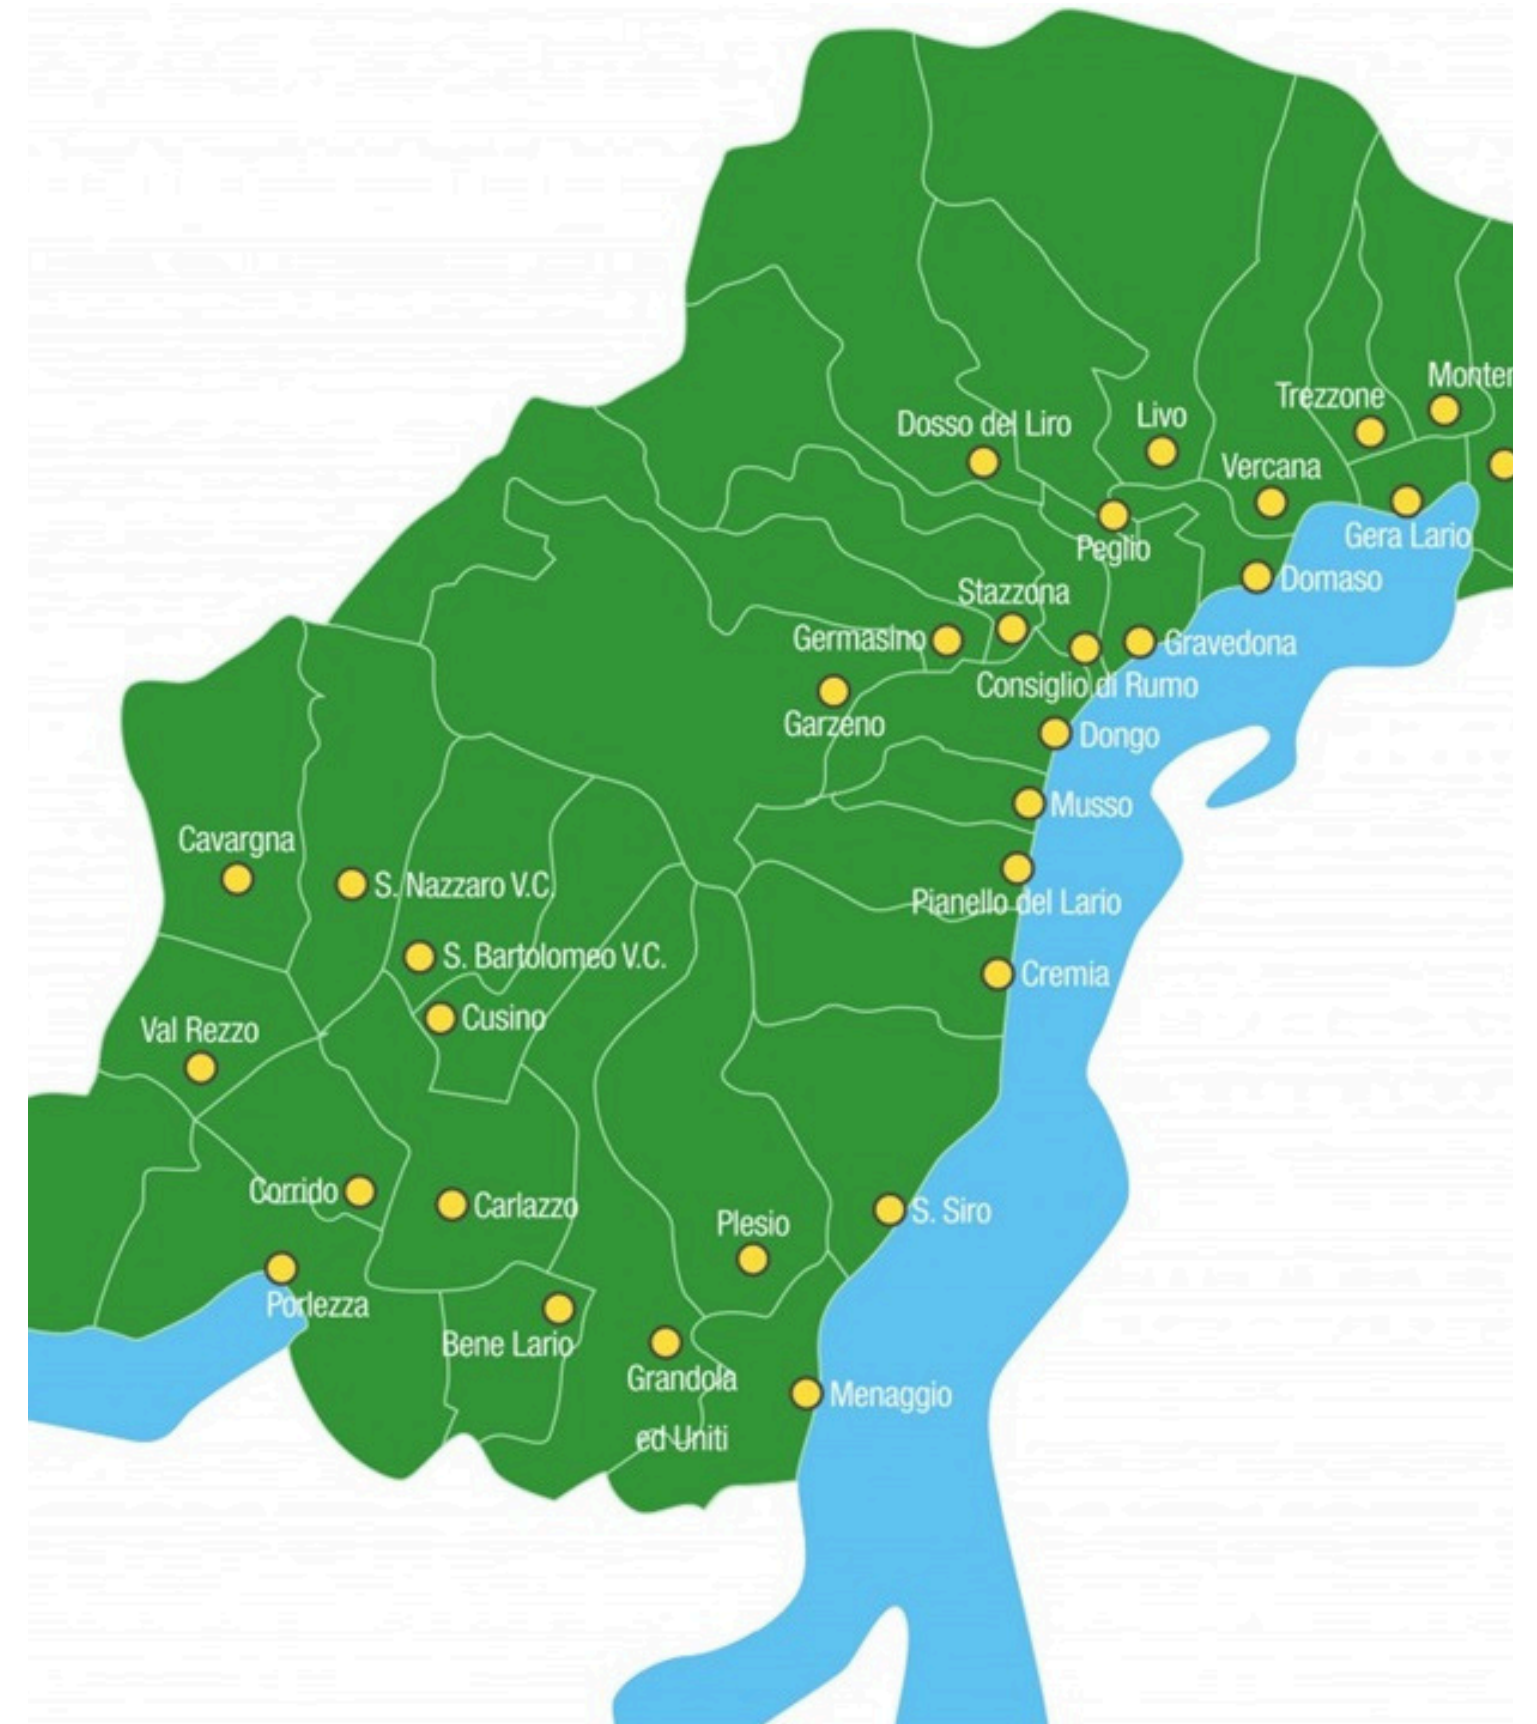 Monter
Trezzone
Livo
Dosso del Liro
Vercana
Gera Lario
Peglio
Domaso
Stazzona
Germasino
Gravedona
Consiglio di Rumo
Garzeno
Dongo
Musso
Cavargna
S. Nazzaro V.C.
Pianello del Lario
S. Bartolomeo V.C.
Cremia
Cusino
Val Rezzo
Corrido
Carlazzo
S. Siro
Plesio
Porlezza
Bene Lario
Grandola
ed Uniti
Menaggio